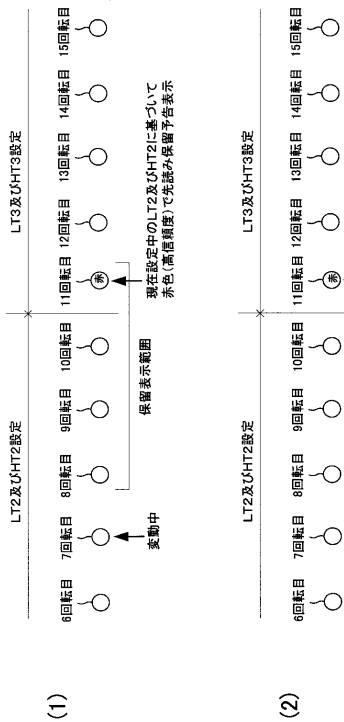 (1)
LT2及びHT2設定
LT3及びHT3設定
6回転目
7回転目
8回転目
9回転目
10回転目
11回転目
12回転目
13回転目
14回転目
15回転目
赤
変動中
保留表示範囲
現在設定中のLT2及びHT2に基づいて
赤色(高信頼度)で先読み保留予告表示
(2)
LT2及びHT2設定
LT3及びHT3設定
6回転目
7回転目
8回転目
9回転目
10回転目
11回転目
12回転目
13回転目
14回転目
15回転目
赤